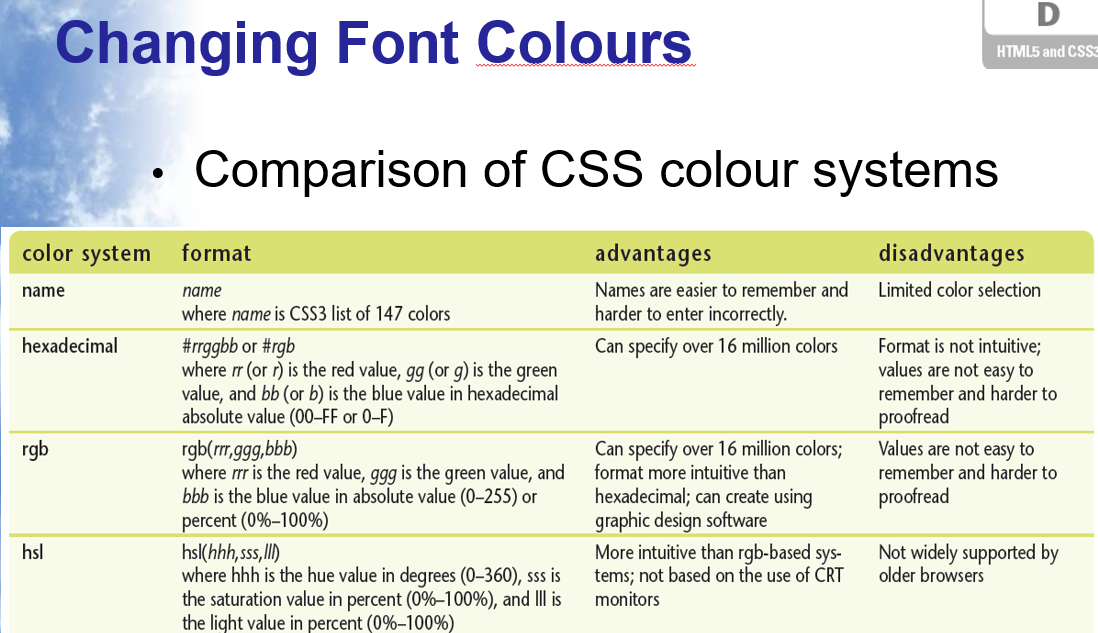 Changing Font Colours
D
HTML5 and CSS3
• Comparison of CSS colour systems
color system format advantages disadvantages
name
name
where name is CSS3 list of 147 colors
Names are easier to remember and
harder to enter incorrectly.
Limited color selection
hexadecimal
#rrggbb or #rgb
where rr (or r) is the red value, gg (or g) is the green
value, and bb (or b) is the blue value in hexadecimal
absolute value (00–FF or 0–F)
Can specify over 16 million colors
Format is not intuitive;
values are not easy to
remember and harder to
proofread
rgb
rgb(rrr,ggg,bbb)
where rrr is the red value, ggg is the green value, and
bbb is the blue value in absolute value (0–255) or
percent (0%–100%)
Can specify over 16 million colors;
format more intuitive than
hexadecimal; can create using
graphic design software
Values are not easy to
remember and harder to
proofread
hsl
hsl(hhh,sss,lll)
where hhh is the hue value in degrees (0–360), sss is
the saturation value in percent (0%–100%), and lll is
the light value in percent (0%–100%)
More intuitive than rgb-based sys-
tems; not based on the use of CRT
monitors
Not widely supported by
older browsers